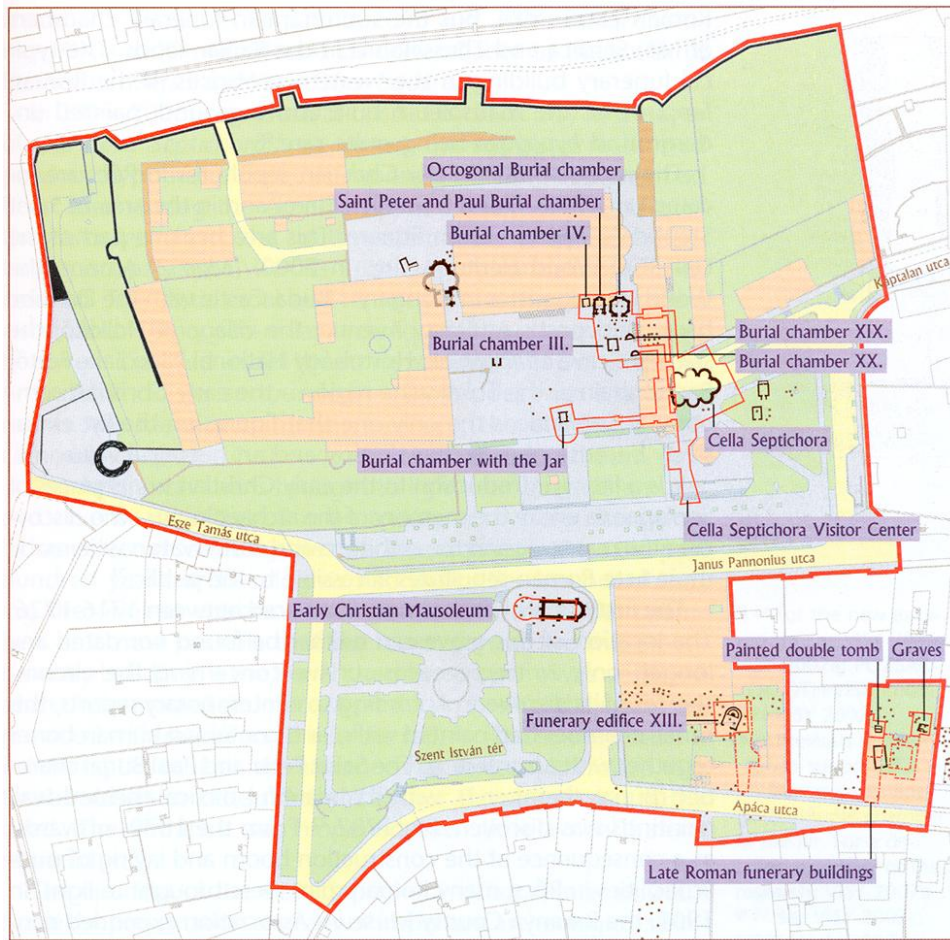 Octogonal Burial chamber
Saint Peter and Paul Burial chamber
Burial chamber IV.
Káptalan utca
Burial chamber XIX.
Burial chamber III.
Burial chamber XX.
Cella Septichora
Burial chamber with the Jar
Esze Tamás utca
Cella Septichora Visitor Center
Janus Pannonius utca
Early Christian Mausoleum
Painted double tomb
Graves
Funerary edifice XIII.
Szent István tér
Apáca utca
Late Roman funerary buildings